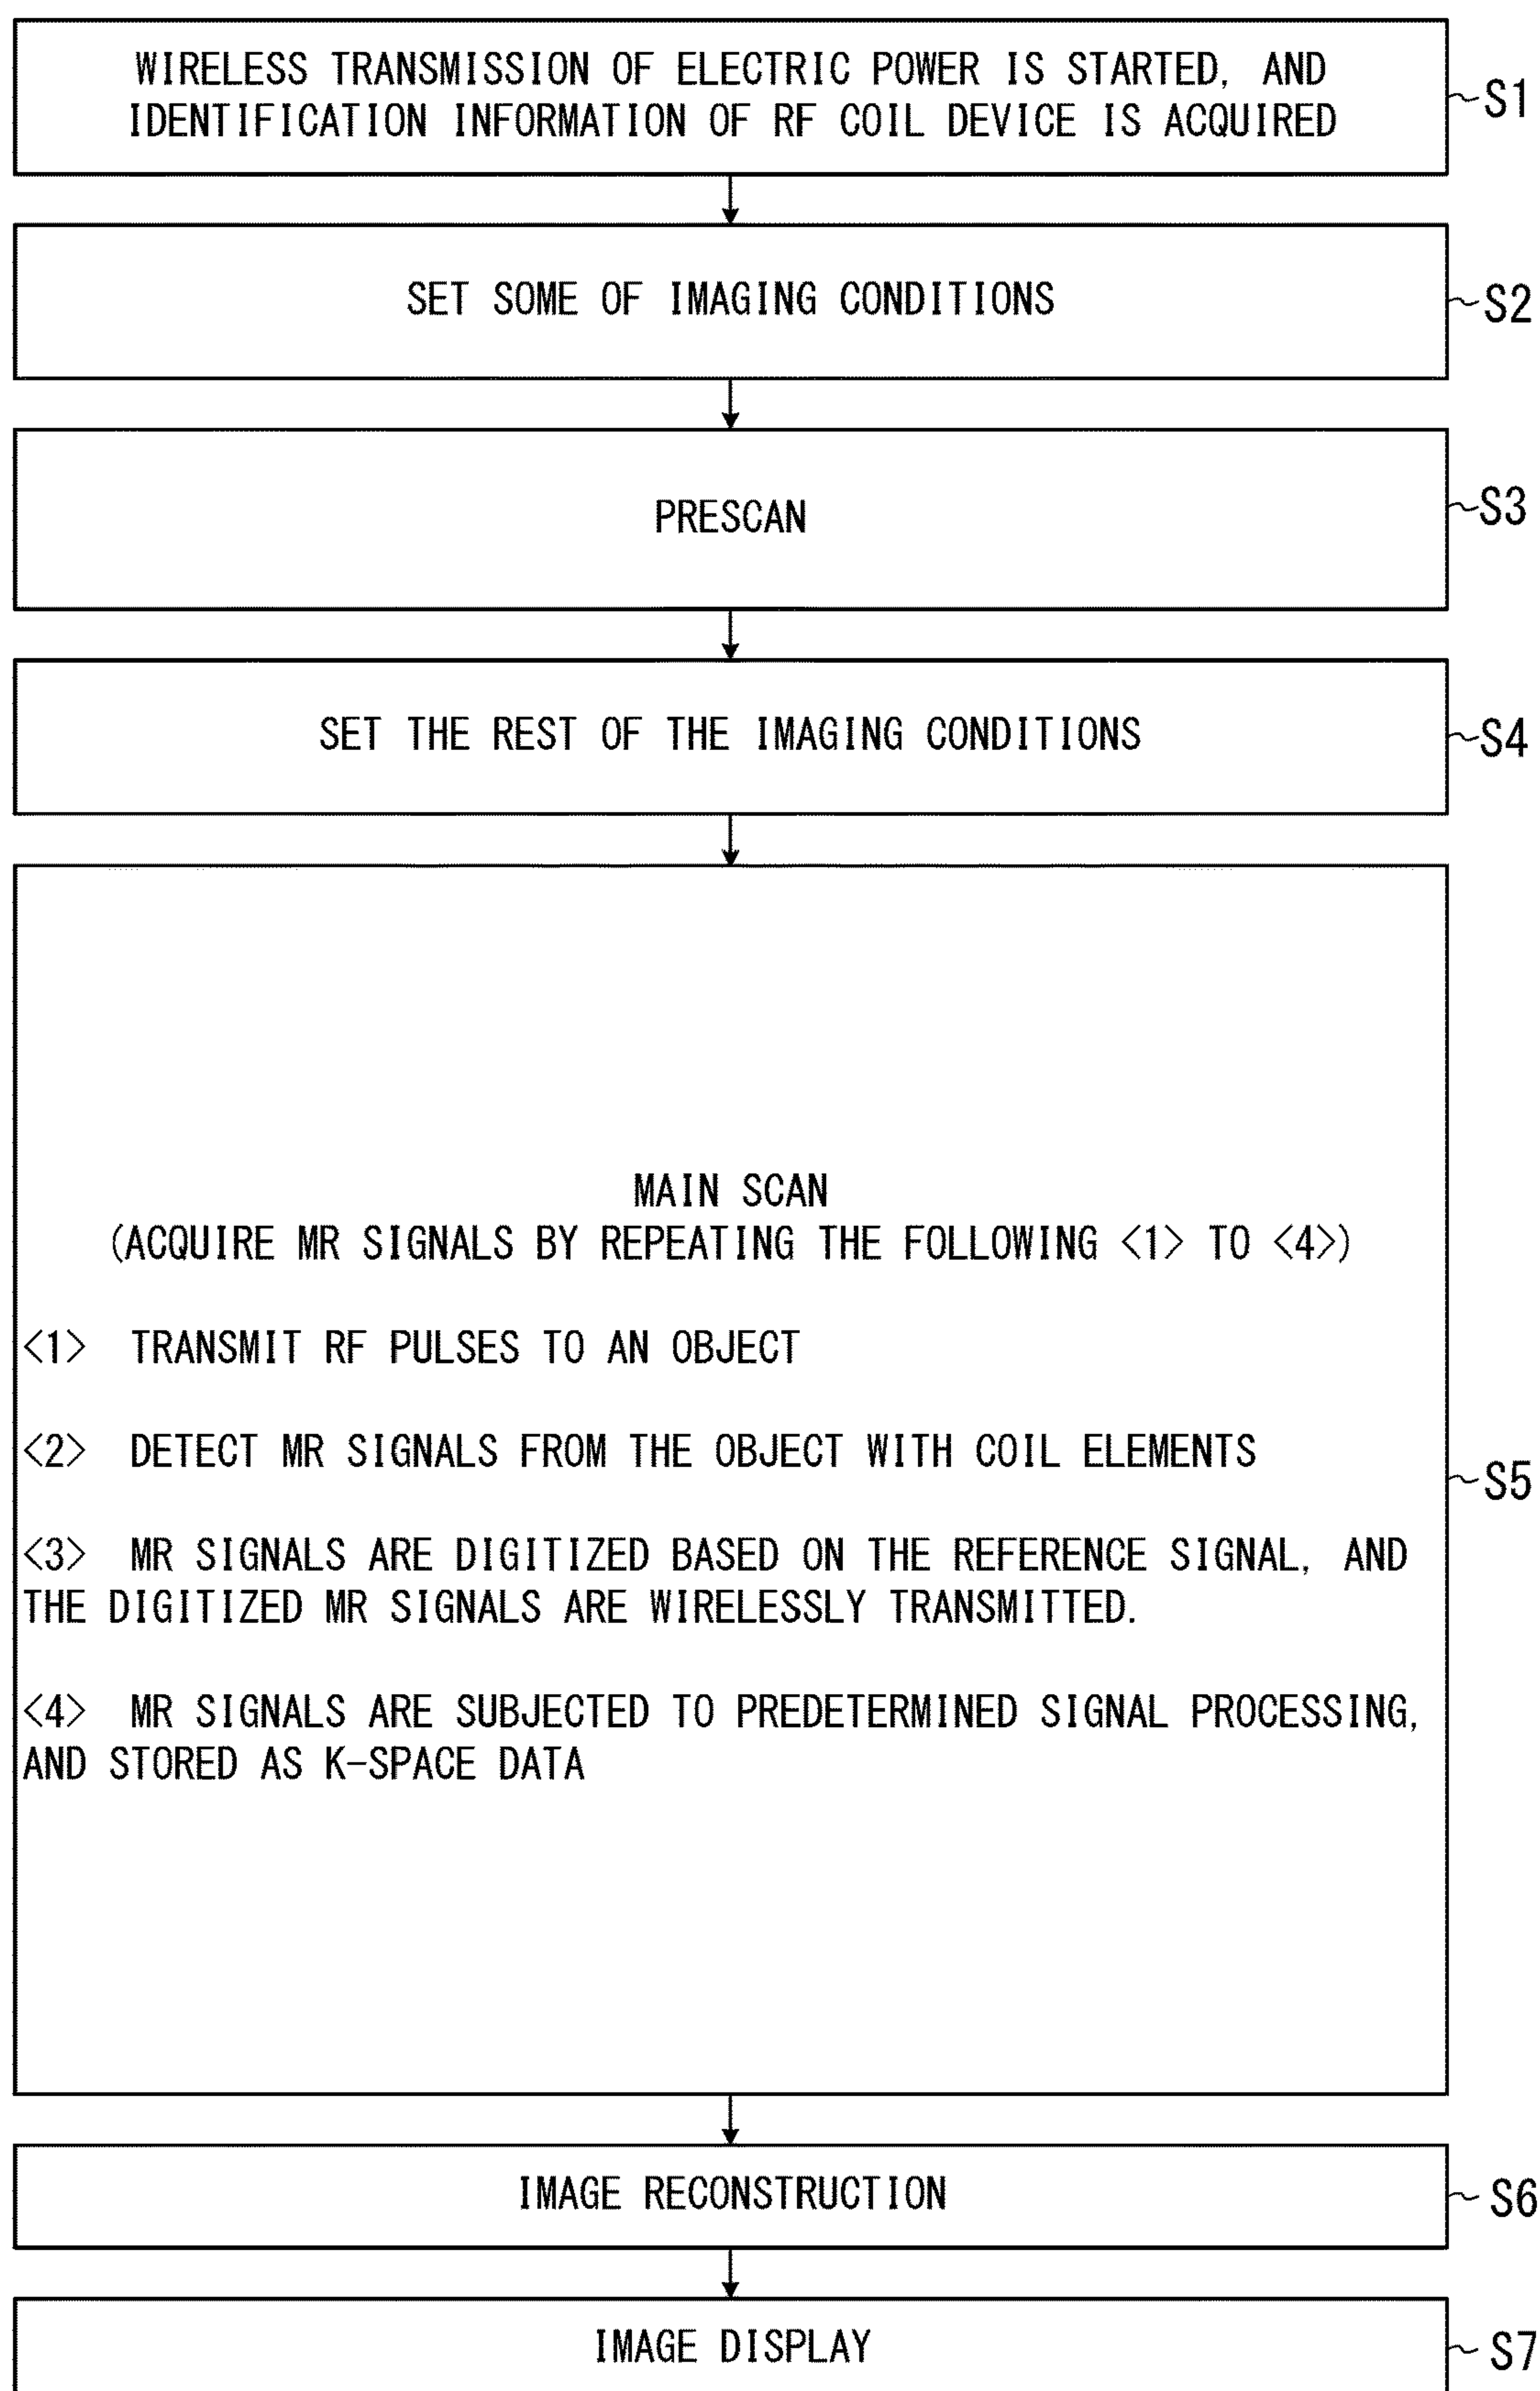 WIRELESS TRANSMISSION OF ELECTRIC POWER IS STARTED, AND
IDENTIFICATION INFORMATION OF RF COIL DEVICE IS ACQUIRED
S1
SET SOME OF IMAGING CONDITIONS
S2
PRESCAN
S3
SET THE REST OF THE IMAGING CONDITIONS
S4
MAIN SCAN
(ACQUIRE MR SIGNALS BY REPEATING THE FOLLOWING <1> TO <4>)
<1> TRANSMIT RF PULSES TO AN OBJECT
<2> DETECT MR SIGNALS FROM THE OBJECT WITH COIL ELEMENTS
<3> MR SIGNALS ARE DIGITIZED BASED ON THE REFERENCE SIGNAL, AND
THE DIGITIZED MR SIGNALS ARE WIRELESSLY TRANSMITTED.
<4> MR SIGNALS ARE SUBJECTED TO PREDETERMINED SIGNAL PROCESSING,
AND STORED AS K-SPACE DATA
S5
IMAGE RECONSTRUCTION
S6
IMAGE DISPLAY
S7